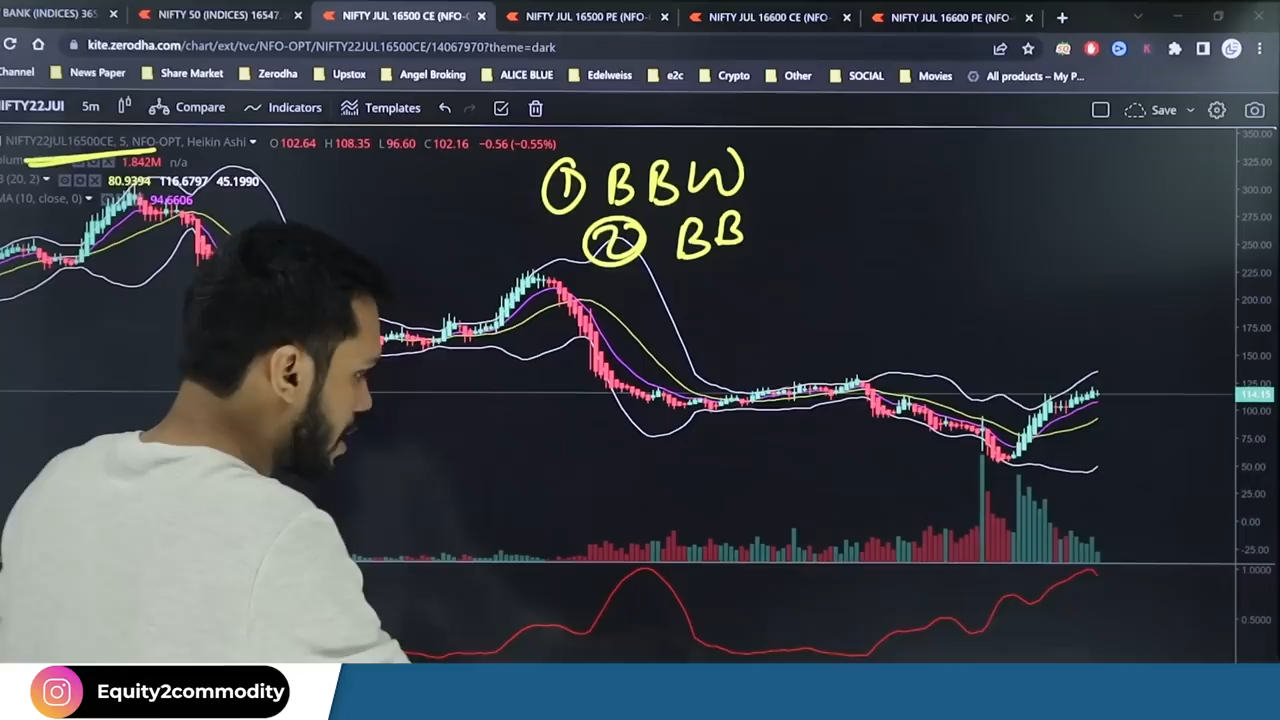 BANK (INDICES) 365
NIFTY 50 (INDICES) 16547.
NIFTY JUL 16500 CE (NFO-O
NIFTY JUL 16500 PE (NFO-
NIFTY JUL 16600 CE (NFO-
NIFTY JUL 16600 PE (NFO-
kite.zerodha.com/chart/ext/tvc/NFO-OPT/NIFTY22JUL16500CE/14067970?theme=dark
Channel
News Paper
Share Market
Zerodha
Upstox
Angel Broking
ALICE BLUE
Edelweiss
e2c
Crypto
Other
SOCIAL
Movies
All products – My P...
NIFTY22JUI
5m
Compare
Indicators
Templates
Save
NIFTY22JUL16500CE, 5, NFO-OPT, Heikin Ashi
O102.64 H108.35 L96.60 C102.16 −0.56 (−0.55%)
1.842M n/a
(20, 2) 80.9394 116.6797 45.1990
MA (10, close, 0) 94.6606
① BBW
② BB
350.00
325.00
300.00
275.00
250.00
225.00
200.00
175.00
150.00
125.00
114.15
100.00
75.00
50.00
25.00
0.00
-25.00
1.0000
0.5000
Equity2commodity